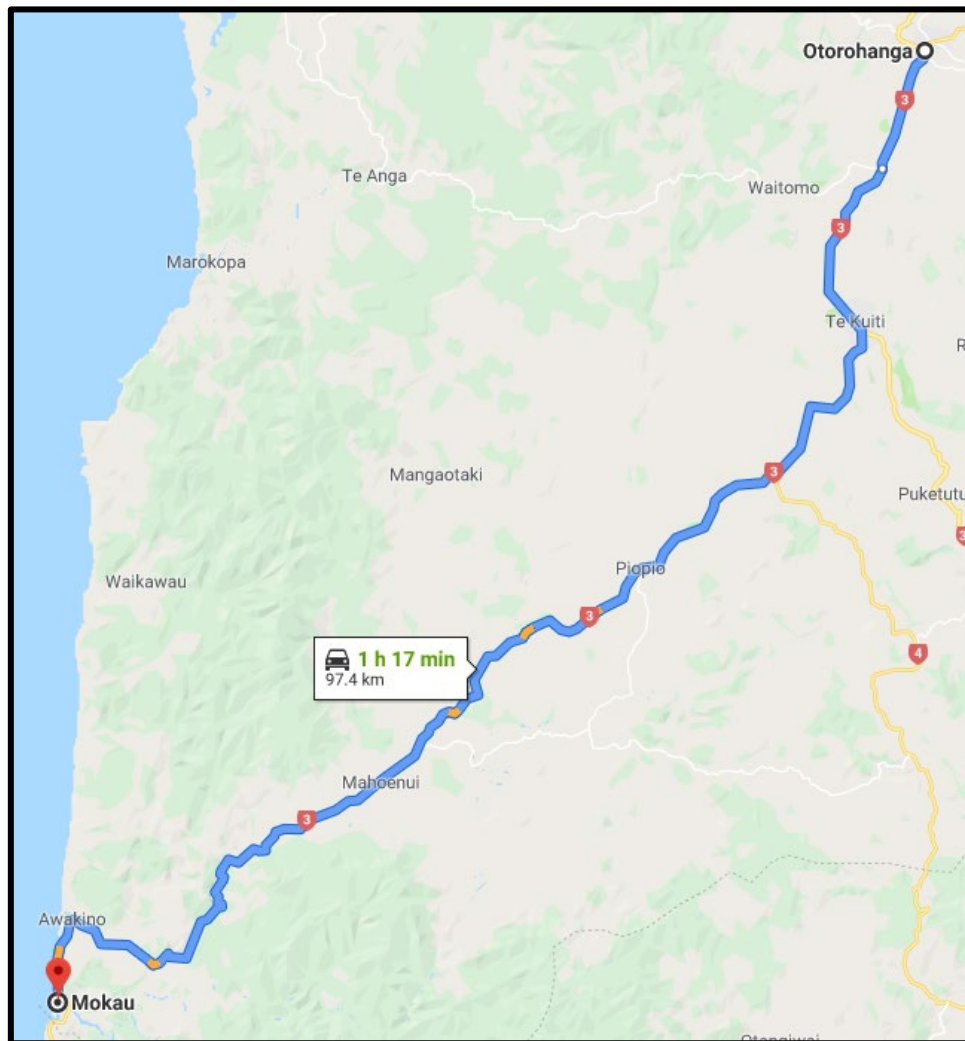 Otorohanga
3
Te Anga
Waitomo
3
Marokopa
Te Kuiti
R
Mangaotaki
3
Puketutu
3
Waikawau
Piopio
3
1 h 17 min
97.4 km
4
Mahoenui
3
Awakino
Mokau